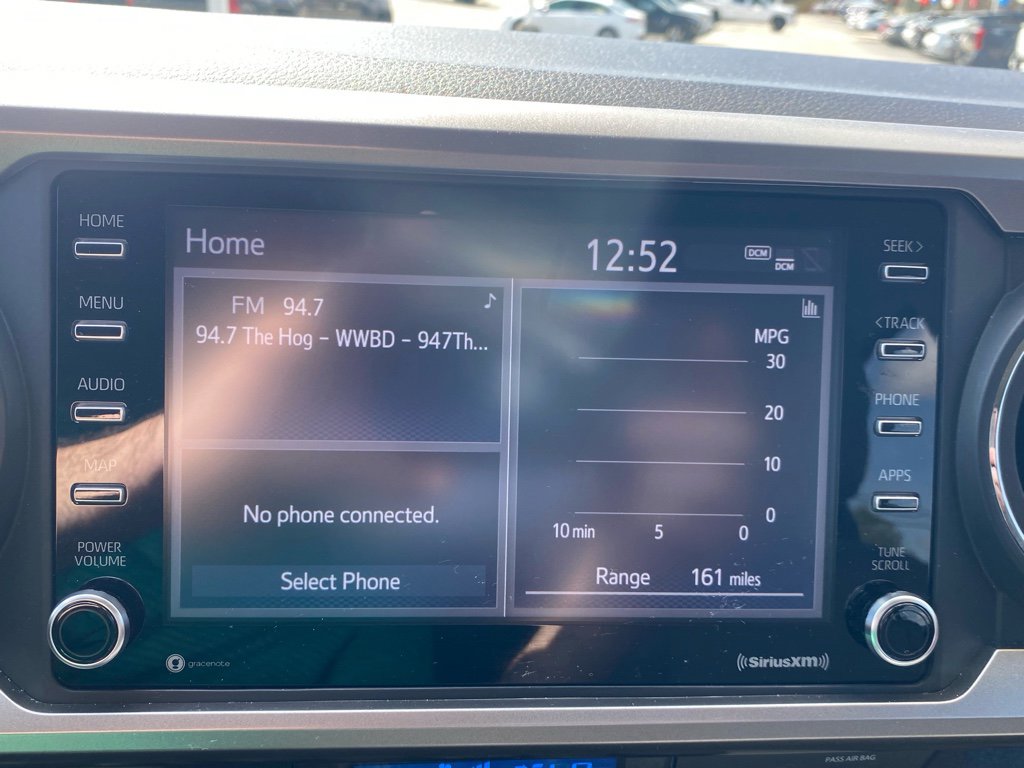 HOME
MENU
AUDIO
MAP
POWER
VOLUME
Home
12:52
DCM
DCM
FM 94.7
94.7 The Hog - WWBD - 947Th...
No phone connected.
Select Phone
MPG
30
20
10
0
10 min 5 0
Range 161 miles
SEEK>
<TRACK
PHONE
APPS
TUNE
SCROLL
gracenote
SiriusXM
PASS AIR BAG